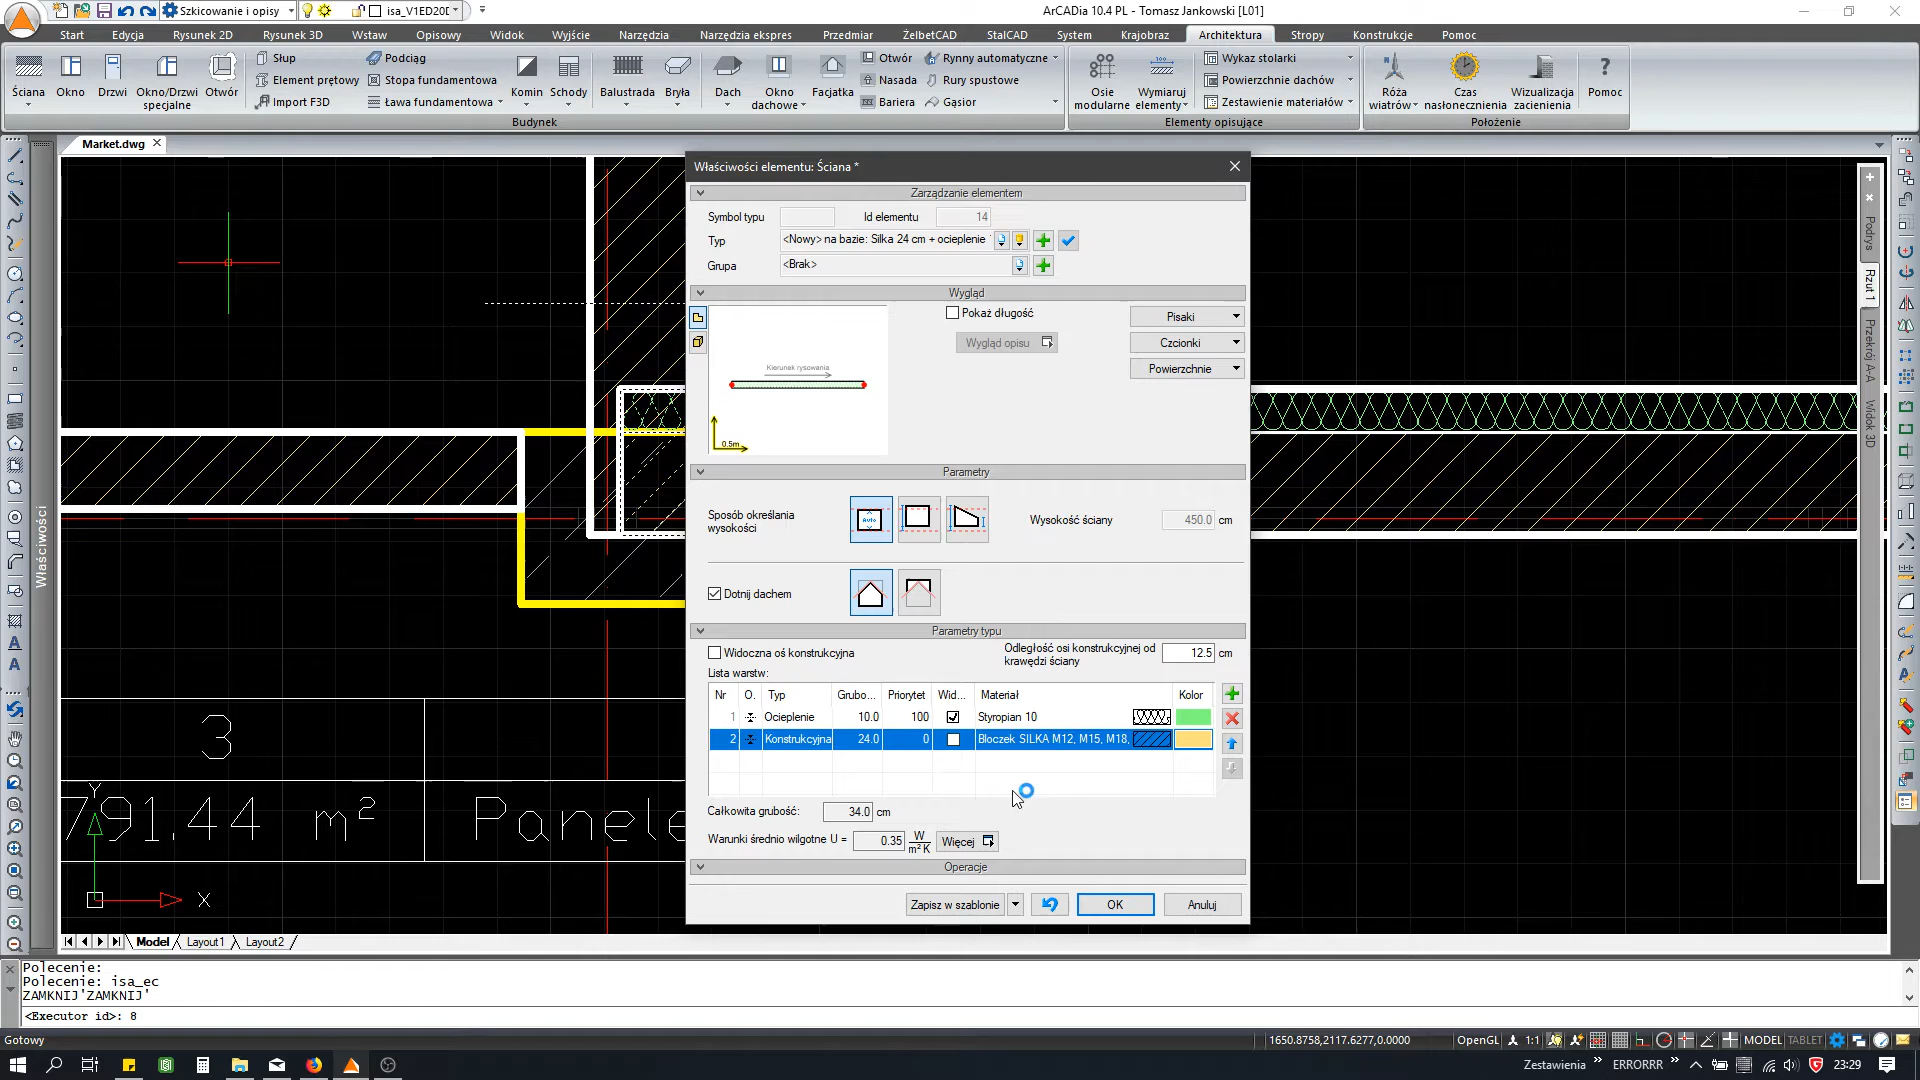 Szkicowanie i opisy
isa_V1ED20D
ArCADia 10.4 PL - Tomasz Jankowski [L01]
Start Edycja Rysunek 2D Rysunek 3D Wstaw Opisowy Widok Wyjście Narzędzia Narzędzia ekspres Przedmiar ŻelbetCAD StalCAD System Krajobraz Architektura Stropy Konstrukcje Pomoc
Ściana Okno Drzwi Okno/Drzwi specjalne Otwór
Słup
Element prętowy
Import F3D
Podciąg
Stopa fundamentowa
Ława fundamentowa
Komin Schody Balustrada Bryła Dach Okno dachowe Facjatka
Otwór
Nasada
Bariera
Rynny automatyczne
Rury spustowe
Gąsior
Osie modularne Wymiaruj elementy
Wykaz stolarki
Powierzchnie dachów
Zestawienie materiałów
Róża wiatrów Czas nasłonecznienia Wizualizacja zacienienia Pomoc
Budynek Elementy opisujące Położenie
Market.dwg
Właściwości elementu: Ściana *
Zarządzanie elementem
Symbol typu Id elementu 14
Typ <Nowy> na bazie: Silka 24 cm + ocieplenie
Grupa <Brak>
Wygląd
Pokaż długość Pisaki
Wygląd opisu Czcionki
Powierzchnie
Kierunek rysowania
0.5m
Parametry
Sposób określania wysokości
Auto
Wysokość ściany 450.0 cm
Dotnij dachem
Parametry typu
Widoczna oś konstrukcyjna
Odległość osi konstrukcyjnej od krawędzi ściany 12.5 cm
Lista warstw:
Nr O. Typ Grubo... Priorytet Wid... Materiał Kolor
1 Ocieplenie 10.0 100 Styropian 10
2 Konstrukcyjna 24.0 0 Bloczek SILKA M12, M15, M18,
Całkowita grubość: 34.0 cm
Warunki średnio wilgotne U = 0.35 W/m²K Więcej
Operacje
Zapisz w szablonie OK Anuluj
Właściwości
Podrys
Rzut 1
Przekrój A-A
Widok 3D
3
791.44 m² Panele
Y
X
Model Layout1 Layout2
Polecenie:
Polecenie: isa_ec
ZAMKNIJ'ZAMKNIJ'
<Executor id>: 8
Gotowy
1650.8758,2117.6277,0.0000 OpenGL 1:1 MODEL TABLET
Zestawienia » ERRORRR » 23:29